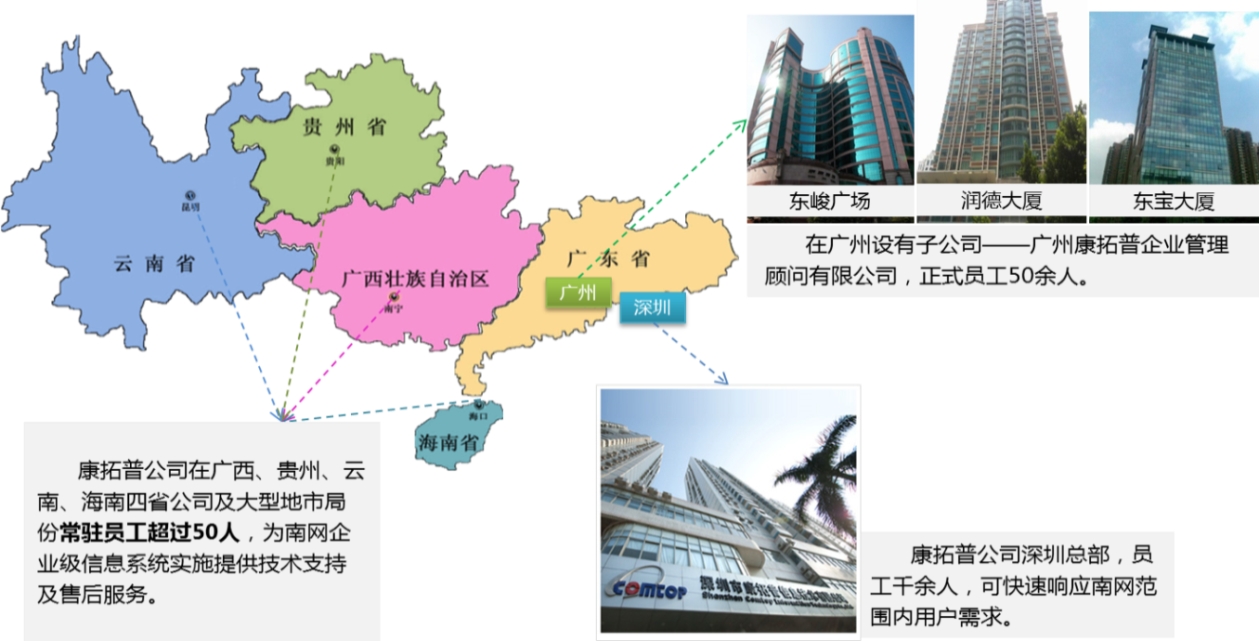 贵州省
贵阳
昆明
云南省
广西壮族自治区
南宁
广东省
广州
深圳
海口
海南省
东峻广场
润德大厦
东宝大厦
在广州设有子公司——广州康拓普企业管理
顾问有限公司，正式员工50余人。
康拓普公司在广西、贵州、云
南、海南四省公司及大型地市局
份常驻员工超过50人，为南网企
业级信息系统实施提供技术支持
及售后服务。
COMTOP
康拓普公司深圳总部，员
工千余人，可快速响应南网范
围内用户需求。